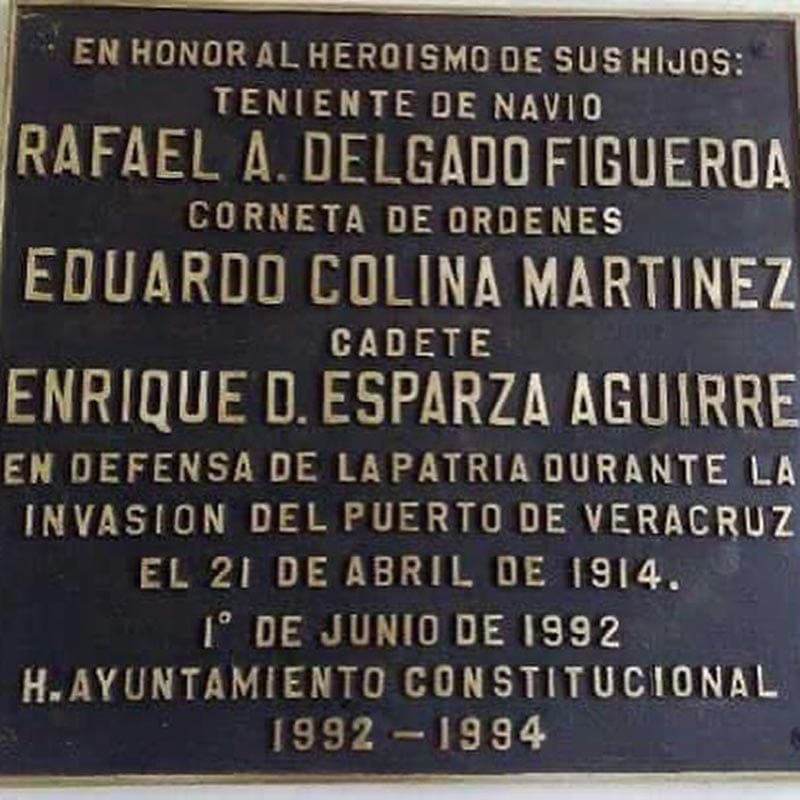 EN HONOR AL HEROISMO DE SUS HIJOS:
TENIENTE DE NAVIO
RAFAEL A. DELGADO FIGUEROA
CORNETA DE ORDENES
EDUARDO COLINA MARTINEZ
CADETE
ENRIQUE D. ESPARZA AGUIRRE
EN DEFENSA DE LA PATRIA DURANTE LA
INVASION DEL PUERTO DE VERACRUZ
EL 21 DE ABRIL DE 1914.
1° DE JUNIO DE 1992
H. AYUNTAMIENTO CONSTITUCIONAL
1992 - 1994